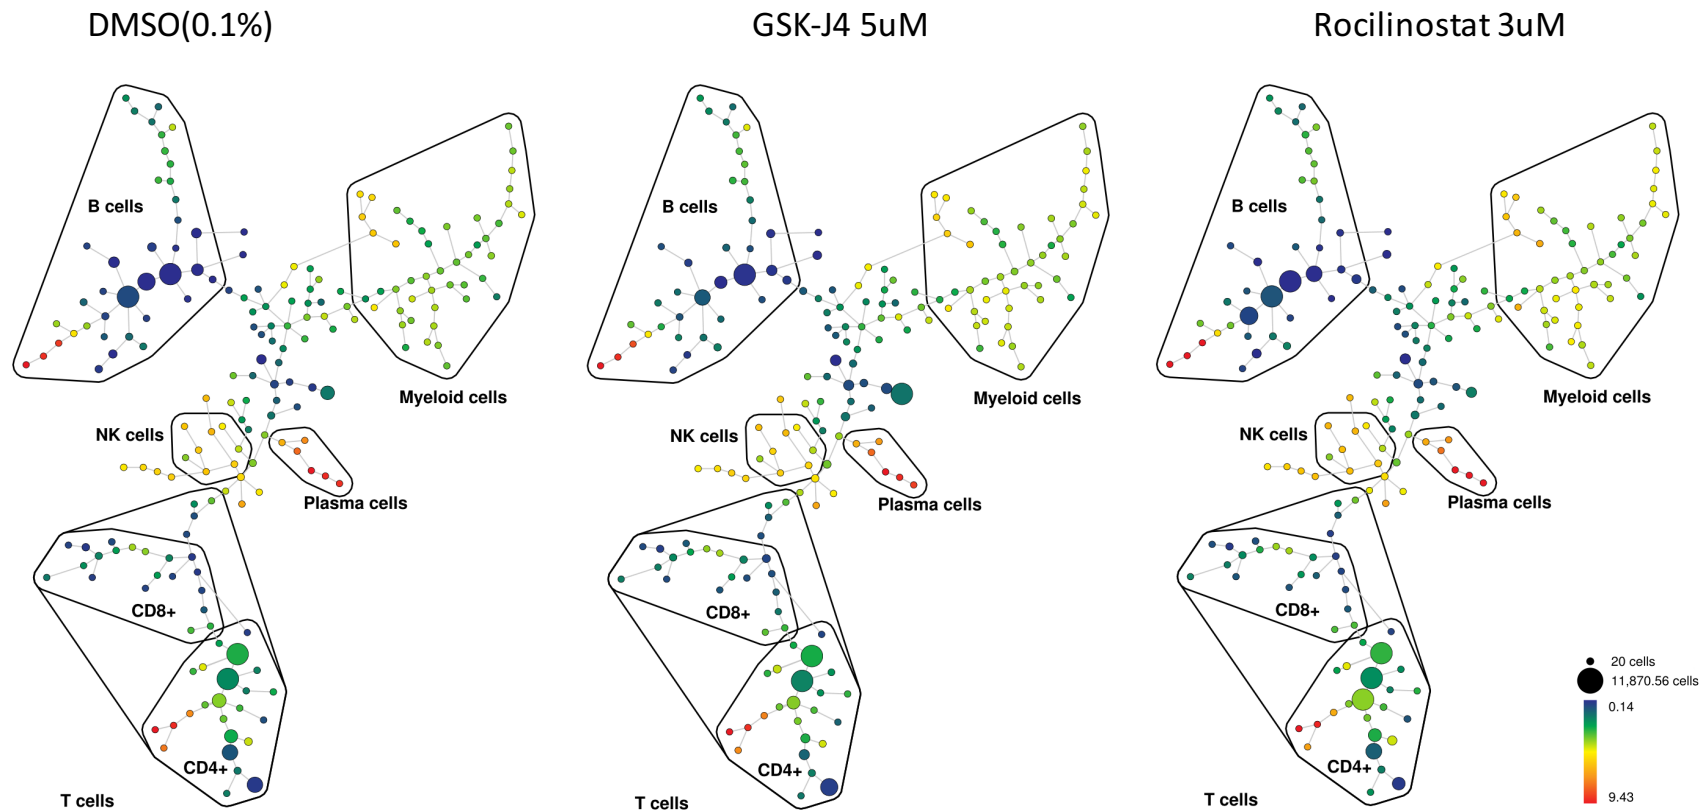 DMSO(0.1%)
GSK-J4 5uM
Rocilinostat 3uM
B cells
Myeloid cells
NK cells
Plasma cells
CD8+
CD4+
T cells
B cells
Myeloid cells
NK cells
Plasma cells
CD8+
CD4+
T cells
B cells
Myeloid cells
NK cells
Plasma cells
CD8+
CD4+
T cells
20 cells
11,870.56 cells
0.14
9.43